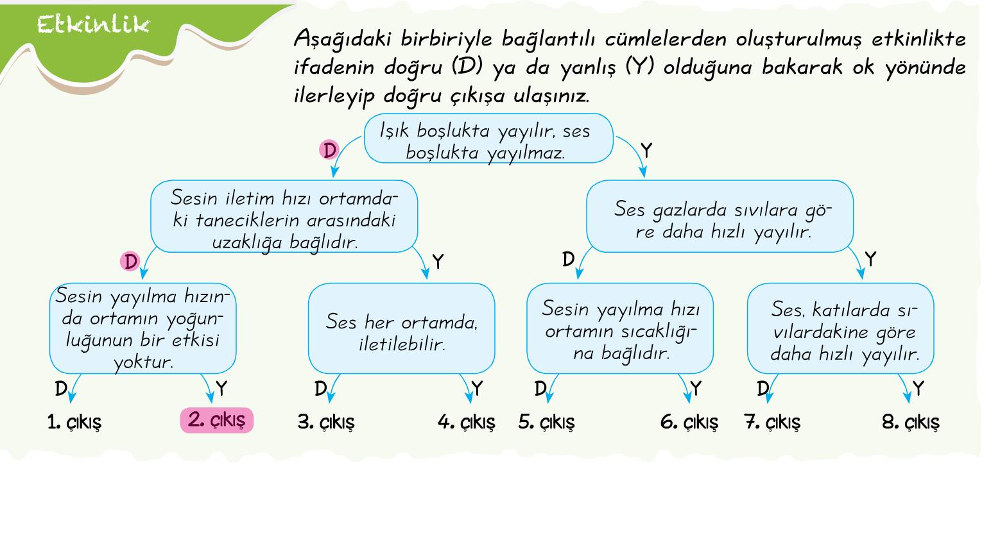 Etkinlik
Aşağıdaki birbiriyle bağlantılı cümlelerden oluşturulmuş etkinlikte
ifadenin doğru (D) ya da yanlış (Y) olduğuna bakarak ok yönünde
ilerleyip doğru çıkışa ulaşınız.
Işık boşlukta yayılır, ses
boşlukta yayılmaz.
D
Y
Sesin iletim hızı ortamda-
ki taneciklerin arasındaki
uzaklığa bağlıdır.
Ses gazlarda sıvılara gö-
re daha hızlı yayılır.
D
Y
D
Y
Sesin yayılma hızın-
da ortamın yoğun-
luğunun bir etkisi
yoktur.
Ses her ortamda,
iletilebilir.
Sesin yayılma hızı
ortamın sıcaklığı-
na bağlıdır.
Ses, katılarda sı-
vılardakine göre
daha hızlı yayılır.
D
Y
D
Y
D
Y
D
Y
1. çıkış
2. çıkış
3. çıkış
4. çıkış
5. çıkış
6. çıkış
7. çıkış
8. çıkış